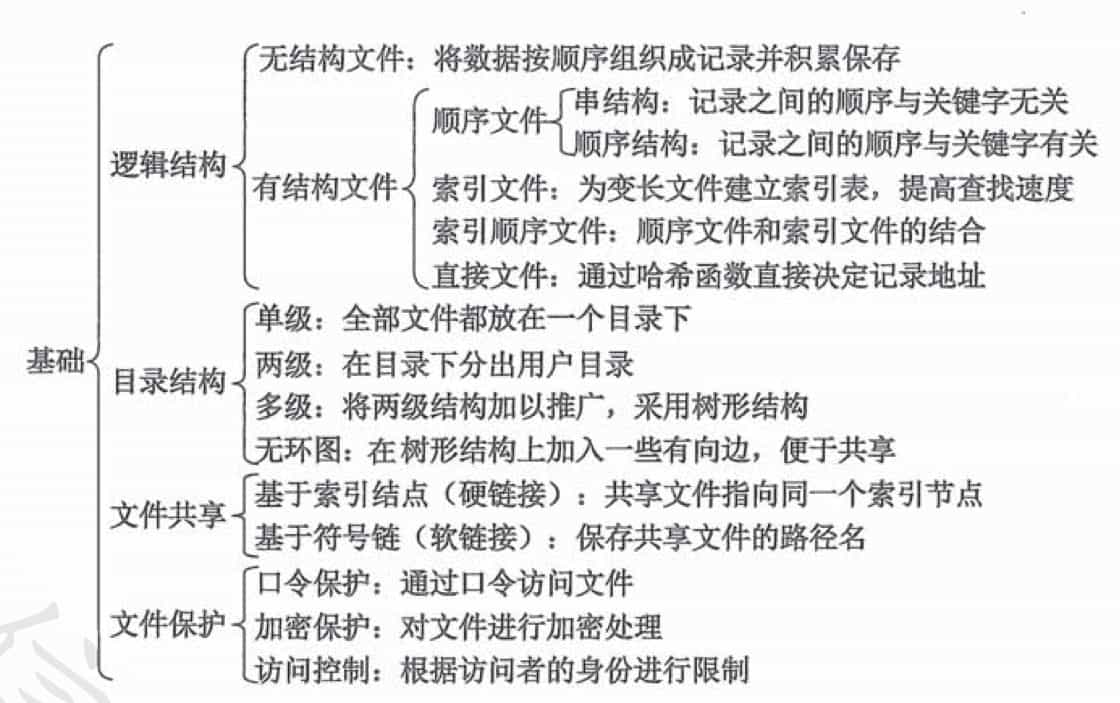 基础
逻辑结构
无结构文件：将数据按顺序组织成记录并积累保存
有结构文件
顺序文件
串结构：记录之间的顺序与关键字无关
顺序结构：记录之间的顺序与关键字有关
索引文件：为变长文件建立索引表，提高查找速度
索引顺序文件：顺序文件和索引文件的结合
直接文件：通过哈希函数直接决定记录地址
目录结构
单级：全部文件都放在一个目录下
两级：在目录下分出用户目录
多级：将两级结构加以推广，采用树形结构
无环图：在树形结构上加入一些有向边，便于共享
文件共享
基于索引结点（硬链接）：共享文件指向同一个索引节点
基于符号链（软链接）：保存共享文件的路径名
文件保护
口令保护：通过口令访问文件
加密保护：对文件进行加密处理
访问控制：根据访问者的身份进行限制